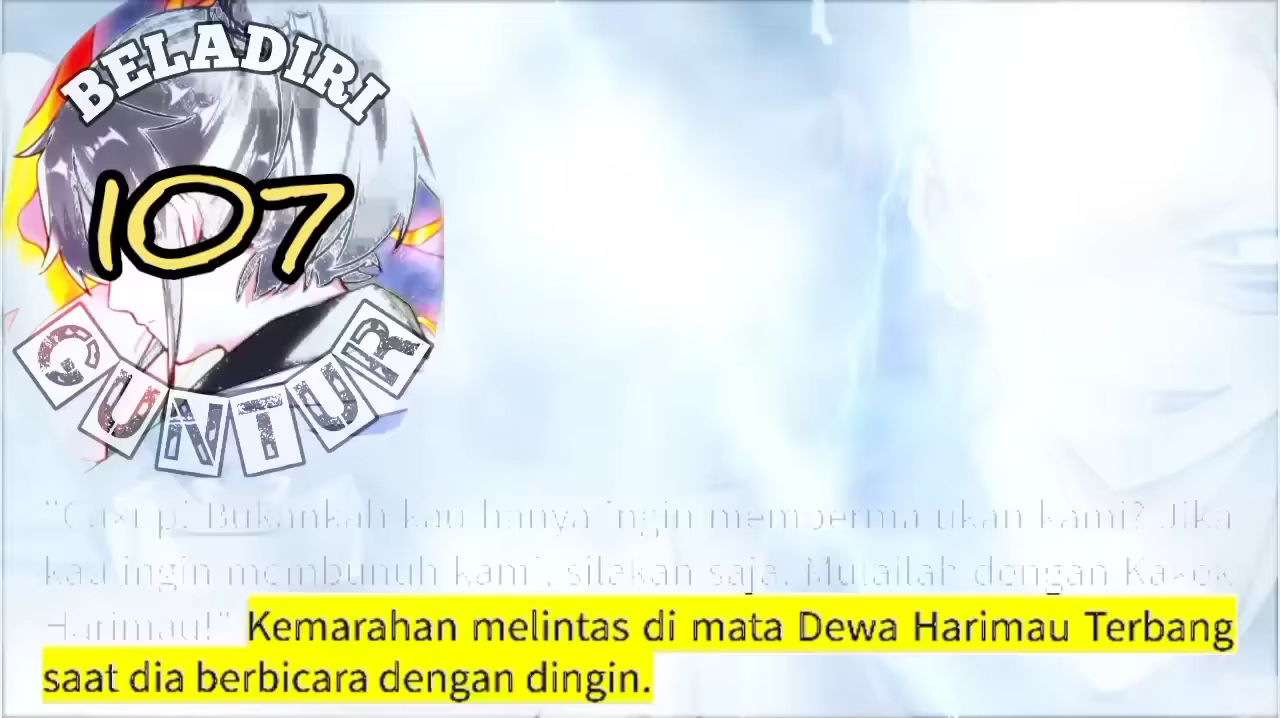 BELADIRI
107
GUNTUR
"Cukup! Bukankah kau hanya ingin mempermainkan kami? Jika
kau ingin membunuh kami, silakan saja. Mulailah dengan Kakek
Harimau!" Kemarahan melintas di mata Dewa Harimau Terbang
saat dia berbicara dengan dingin.